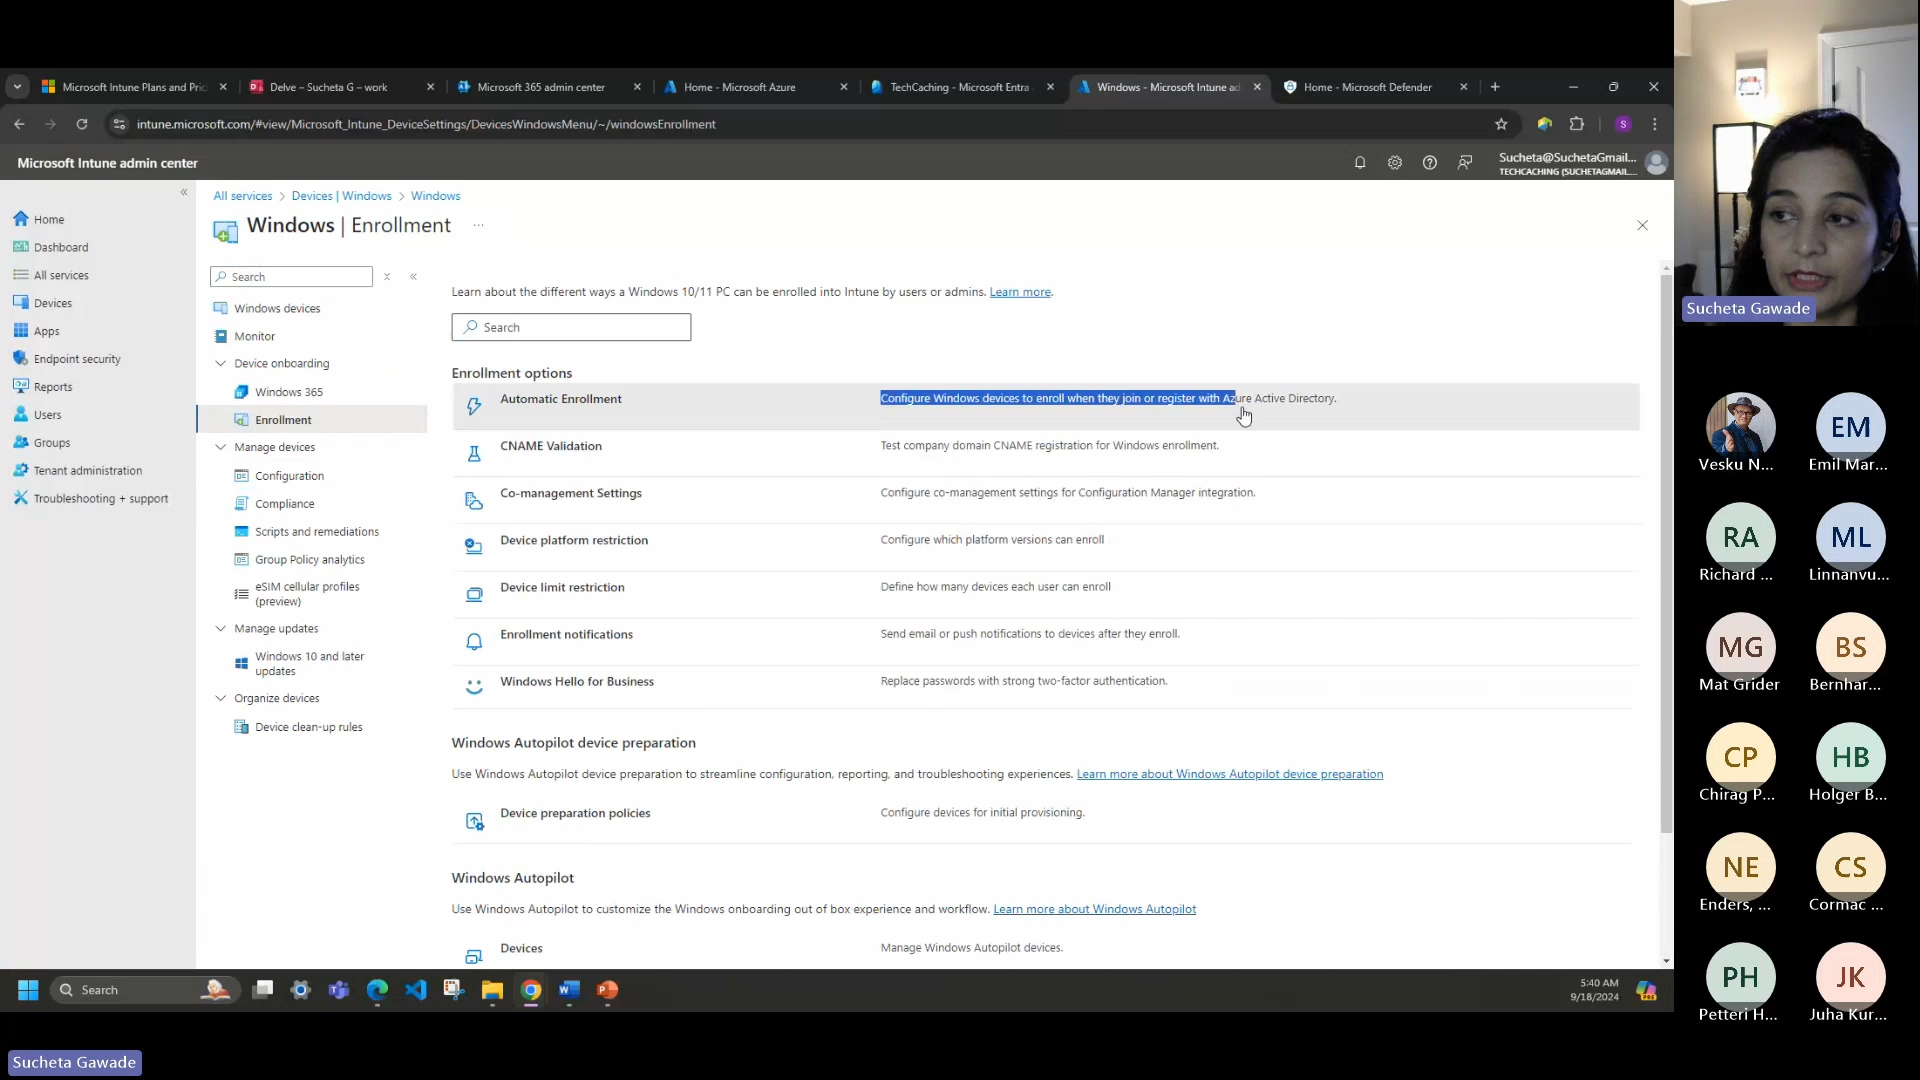 Microsoft Intune Plans and Pric
Delve – Sucheta G – work
Microsoft 365 admin center
Home - Microsoft Azure
TechCaching - Microsoft Entra
Windows - Microsoft Intune ad
Home - Microsoft Defender
intune.microsoft.com/#view/Microsoft_Intune_DeviceSettings/DevicesWindowsMenu/~/windowsEnrollment
S
Microsoft Intune admin center
Sucheta@SuchetaGmail...
TECHCACHING (SUCHETAGMAIL....
Home
Dashboard
All services
Devices
Apps
Endpoint security
Reports
Users
Groups
Tenant administration
Troubleshooting + support
All services > Devices | Windows > Windows
Windows | Enrollment ...
Search
Windows devices
Monitor
Device onboarding
Windows 365
Enrollment
Manage devices
Configuration
Compliance
Scripts and remediations
Group Policy analytics
eSIM cellular profiles
(preview)
Manage updates
Windows 10 and later
updates
Organize devices
Device clean-up rules
Learn about the different ways a Windows 10/11 PC can be enrolled into Intune by users or admins. Learn more.
Search
Enrollment options
Automatic Enrollment
Configure Windows devices to enroll when they join or register with Azure Active Directory.
CNAME Validation
Test company domain CNAME registration for Windows enrollment.
Co-management Settings
Configure co-management settings for Configuration Manager integration.
Device platform restriction
Configure which platform versions can enroll
Device limit restriction
Define how many devices each user can enroll
Enrollment notifications
Send email or push notifications to devices after they enroll.
Windows Hello for Business
Replace passwords with strong two-factor authentication.
Windows Autopilot device preparation
Use Windows Autopilot device preparation to streamline configuration, reporting, and troubleshooting experiences. Learn more about Windows Autopilot device preparation
Device preparation policies
Configure devices for initial provisioning.
Windows Autopilot
Use Windows Autopilot to customize the Windows onboarding out of box experience and workflow. Learn more about Windows Autopilot
Devices
Manage Windows Autopilot devices.
Search
5:40 AM
9/18/2024
Sucheta Gawade
Sucheta Gawade
Vesku N...
EM
Emil Mar...
RA
Richard ...
ML
Linnanvu...
MG
Mat Grider
BS
Bernhar...
CP
Chirag P...
HB
Holger B...
NE
Enders, ...
CS
Cormac ...
PH
Petteri H...
JK
Juha Kur...